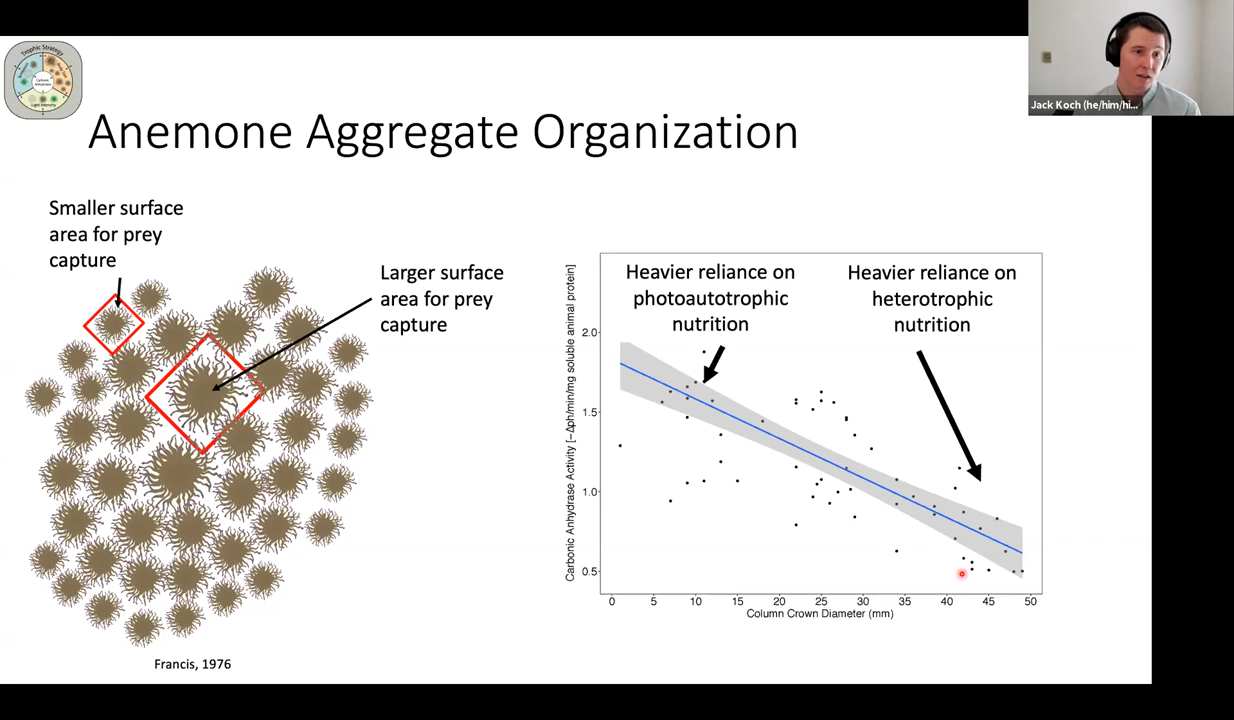 Trophic Strategy
Jack Koch (he/him/hi...
Anemone Aggregate Organization
Smaller surface
area for prey
capture
Larger surface
area for prey
capture
Francis, 1976
Heavier reliance on
photoautotrophic
nutrition
Heavier reliance on
heterotrophic
nutrition
Carbonic Anhydrase Activity [−Δph/min/mg soluble animal protein]
2.0
1.5
1.0
0.5
0 5 10 15 20 25 30 35 40 45 50
Column Crown Diameter (mm)